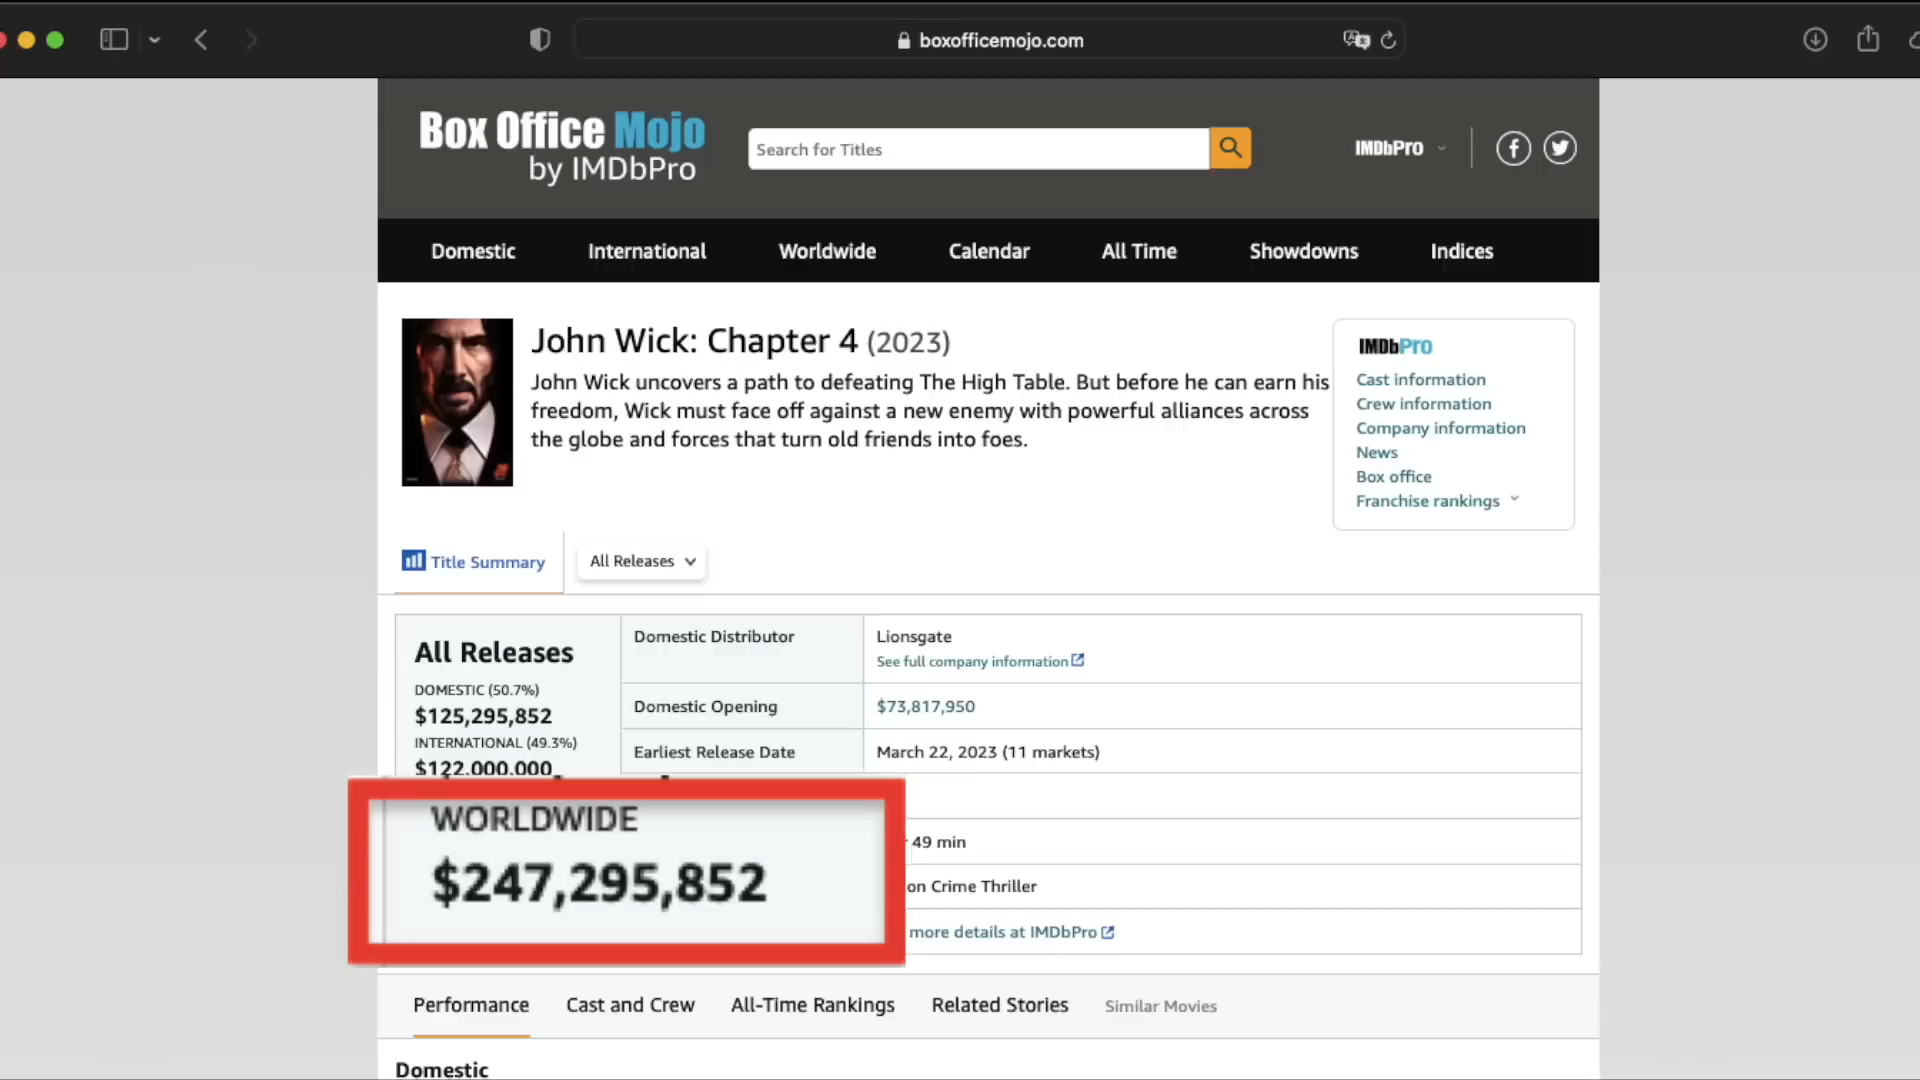 boxofficemojo.com
Box Office Mojo
by IMDbPro
Search for Titles
IMDbPro
Domestic International Worldwide Calendar All Time Showdowns Indices
John Wick: Chapter 4 (2023)
John Wick uncovers a path to defeating The High Table. But before he can earn his
freedom, Wick must face off against a new enemy with powerful alliances across
the globe and forces that turn old friends into foes.
IMDbPro
Cast information
Crew information
Company information
News
Box office
Franchise rankings
Title Summary
All Releases
All Releases
DOMESTIC (50.7%)
$125,295,852
INTERNATIONAL (49.3%)
$122,000,000
WORLDWIDE
$247,295,852
Domestic Distributor
Lionsgate
See full company information
Domestic Opening
$73,817,950
Earliest Release Date
March 22, 2023 (11 markets)
49 min
on Crime Thriller
more details at IMDbPro
Performance Cast and Crew All-Time Rankings Related Stories Similar Movies
Domestic